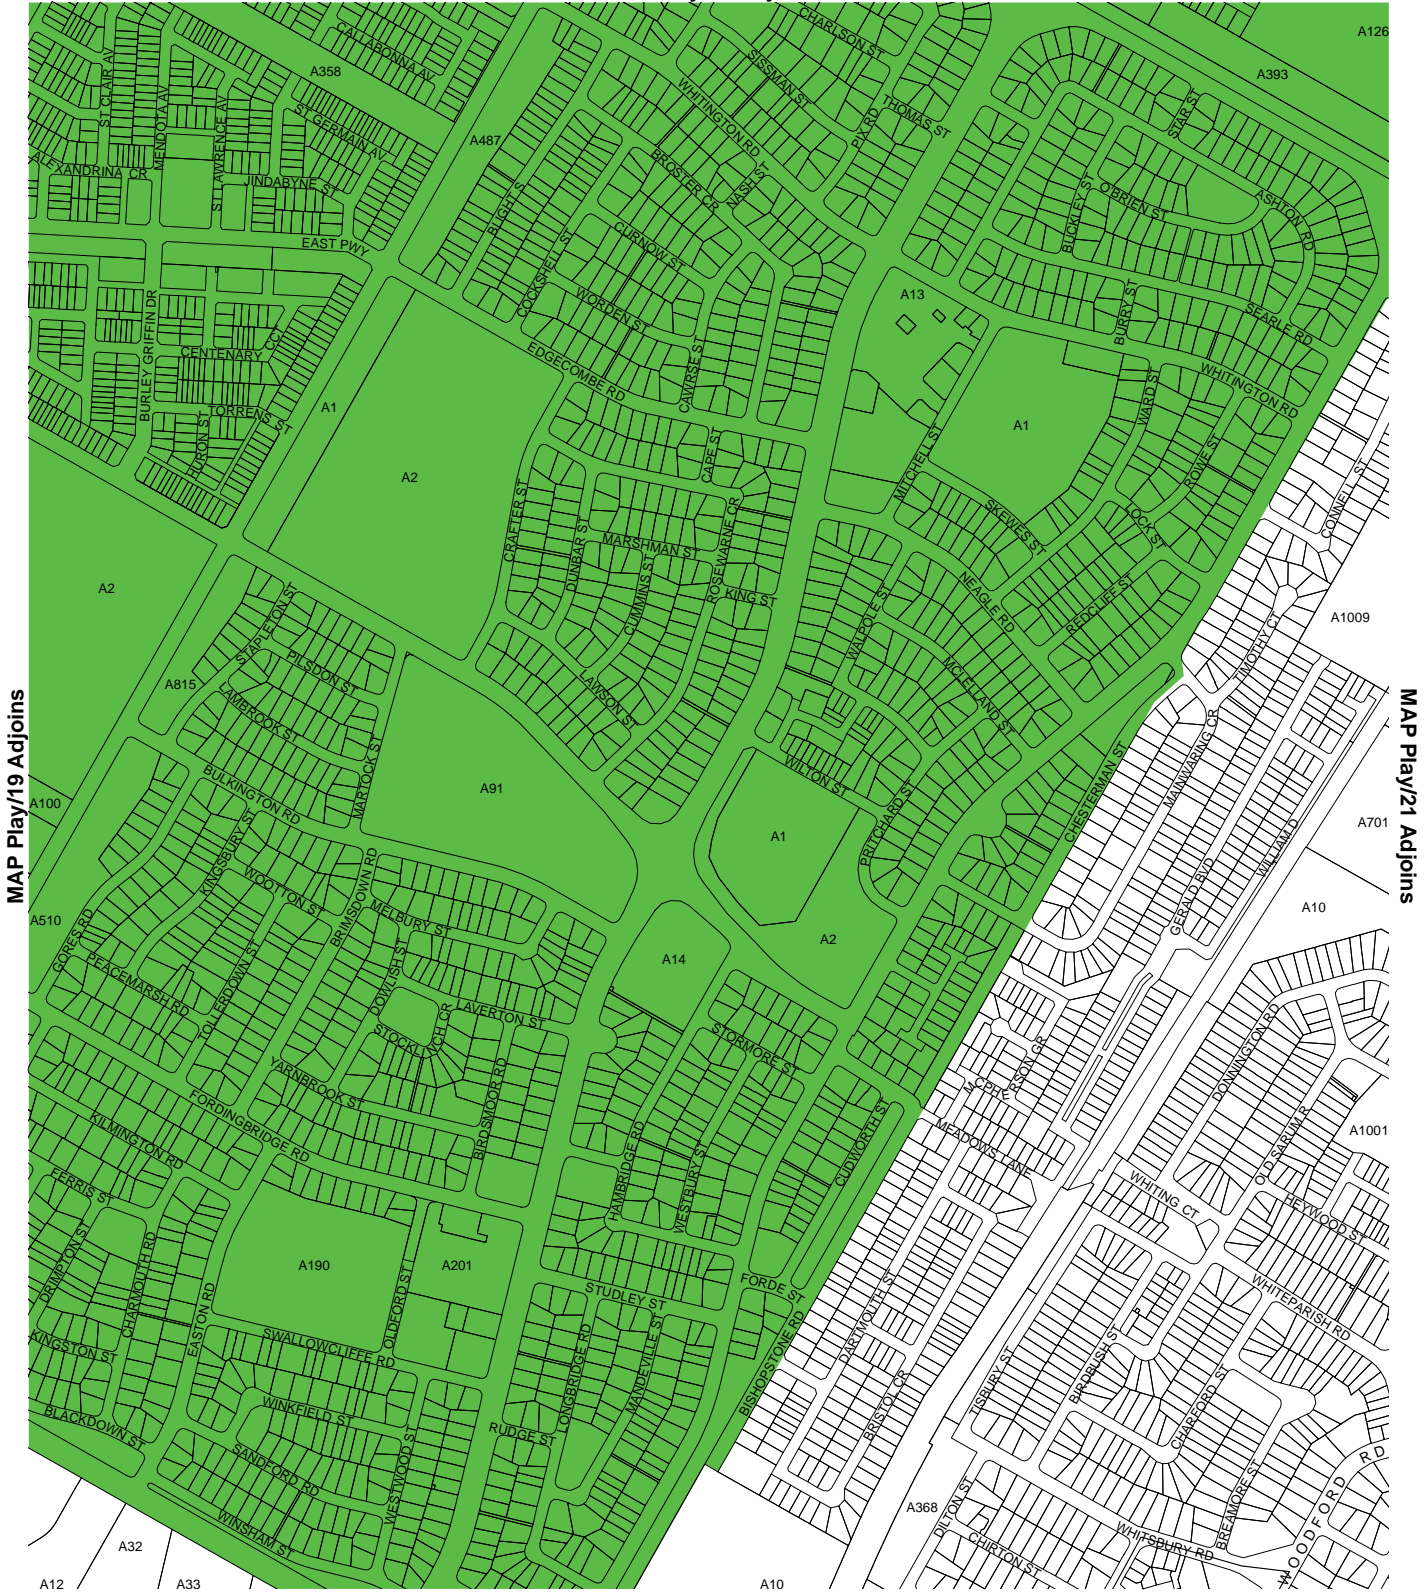 CHARLSON ST
A126
CALLABONNA AV
A358
SISSMAN ST
A393
ST CLAIR AV
MENDOTA AV
ST LAWRENCE AV
ST GERMAIN AV
WHITINGTON RD
THOMAS ST
PIX RD
STAR ST
A487
ALEXANDRINA CR
JINDABYNE ST
BROSTER CR
NASH ST
BUCKLEY ST
O'BRIEN ST
ASHTON RD
BLIGHT S
EAST PWY
COCKSHELL ST
CURNOW ST
WORDEN ST
A13
BURRY ST
SEARLE RD
BURLEY GRIFFIN DR
CENTENARY CCT
EDGECOMBE RD
CAWRSE ST
WHITINGTON RD
WARD ST
TORRENS ST
HURON ST
A1
A1
A2
CAPE ST
MITCHELL ST
ROWE ST
CONNELL ST
CRAFTER ST
DUNBAR ST
MARSHMAN ST
ROSEWARNE CR
SKEWES ST
LOCK ST
A2
CUMMINS ST
KING ST
NEAGLE RD
REDCLIFF ST
WALPOLE ST
A1009
STAPLETON ST
PILSDON ST
TIMOTHY CT
LAMBROOK ST
A815
LAWSON ST
MCLELLAND ST
MAP Play/19 Adjoins
MAP Play/21 Adjoins
MARTOCK ST
MAINWARING CR
CHESTERMAN ST
BULKINGTON RD
A91
WILTON ST
PRITCHARD ST
A100
A1
A701
WILLIAM D
KINGSBURY ST
WOOTTON ST
BRIMSDOWN RD
MELBURY ST
GERALD BVD
A10
A510
GORES RD
A2
DOWLISH ST
A14
PEACEMARSH RD
TOLLERDOWN ST
LAVERTON ST
STOCKLINCH CR
STORMORE ST
DONNINGTON RD
YARNBROOK ST
BIRDSMOOR RD
MCPHERSON GR
FORDINGBRIDGE RD
KILMINGTON RD
CUDWORTH ST
MEADOWS LANE
OLD SARUM R
A1001
HAMBRIDGE RD
WESTBURY ST
FERRIS ST
WHITING CT
HEYWOOD ST
DRIMPTON ST
CHARMOUTH RD
A190
A201
EASTON RD
OLDFORD ST
STUDLEY ST
FORDE ST
WHITEPARISH RD
KINGSTON ST
SWALLOWCLIFFE RD
LONGBRIDGE RD
MANDEVILLE ST
BISHOPSTONE RD
DARTMOUTH ST
BRISTOL CR
TISBURY ST
BIRDBUSH ST
CHARFORD ST
BLACKDOWN ST
WINKFIELD ST
RUDGE ST
SANDFORD RD
WESTWOOD ST
WOODFORD RD
A368
DILTON ST
BREAMORE ST
WINSHAM ST
CHIRTON ST
WHITSBURY RD
A32
A12
A33
A10